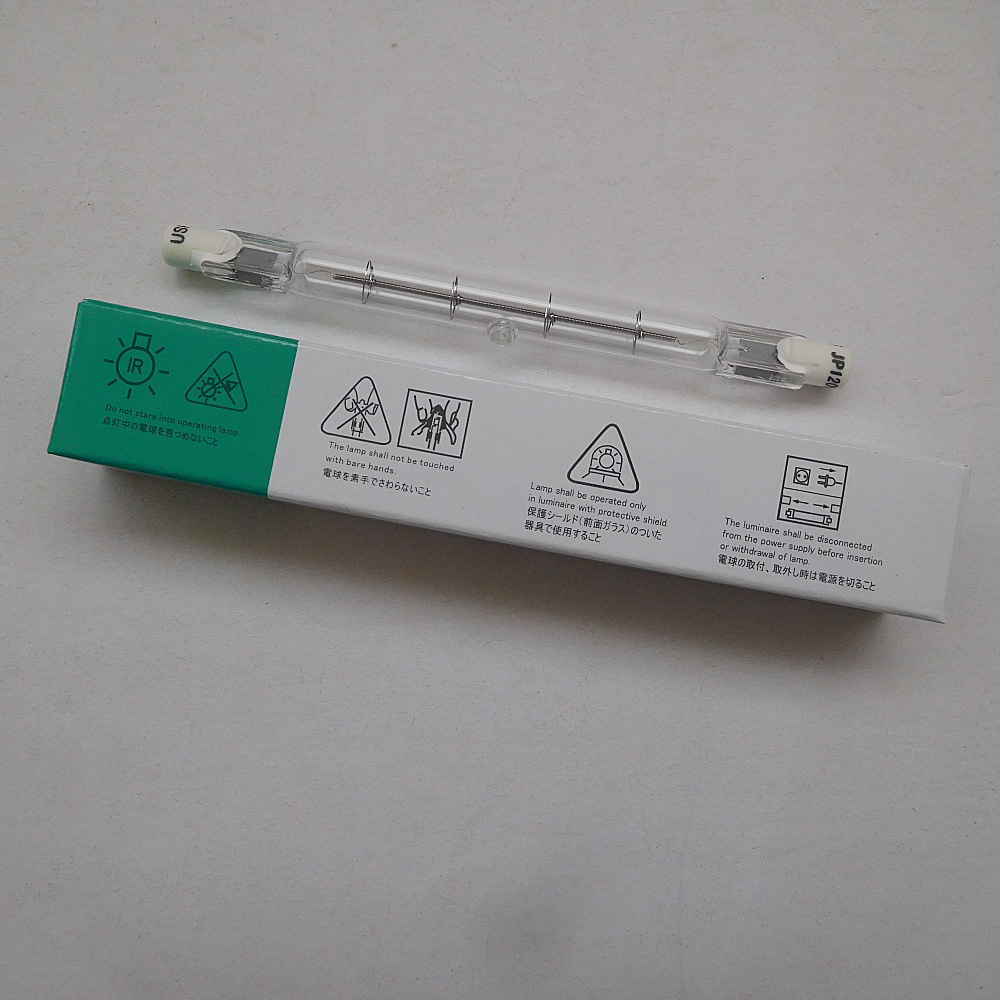 JP120
IR
Do not stare into operating lamp
点灯中の電球を見つめないこと
The lamp shall not be touched
with bare hands.
電球を素手でさわらないこと
Lamp shall be operated only
in luminaire with protective shield.
保護シールド(前面ガラス)のついた
器具で使用すること
The luminaire shall be disconnected
from the power supply before insertion
or withdrawal of lamp.
電球の取付、取外し時は電源を切ること